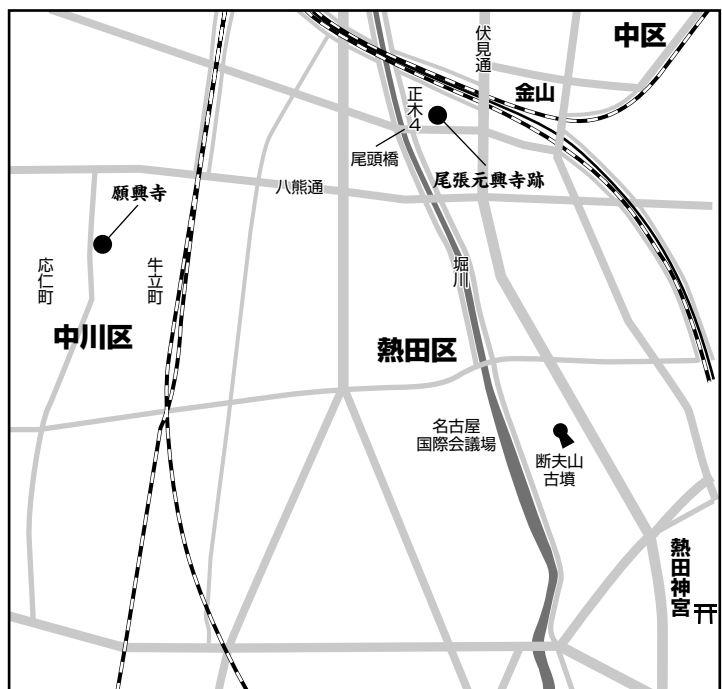 中区
伏見通
金山
正木4
尾頭橋
尾張元興寺跡
八熊通
願興寺
応仁町
牛立町
堀川
中川区
熱田区
名古屋
国際会議場
断夫山
古墳
熱田神宮